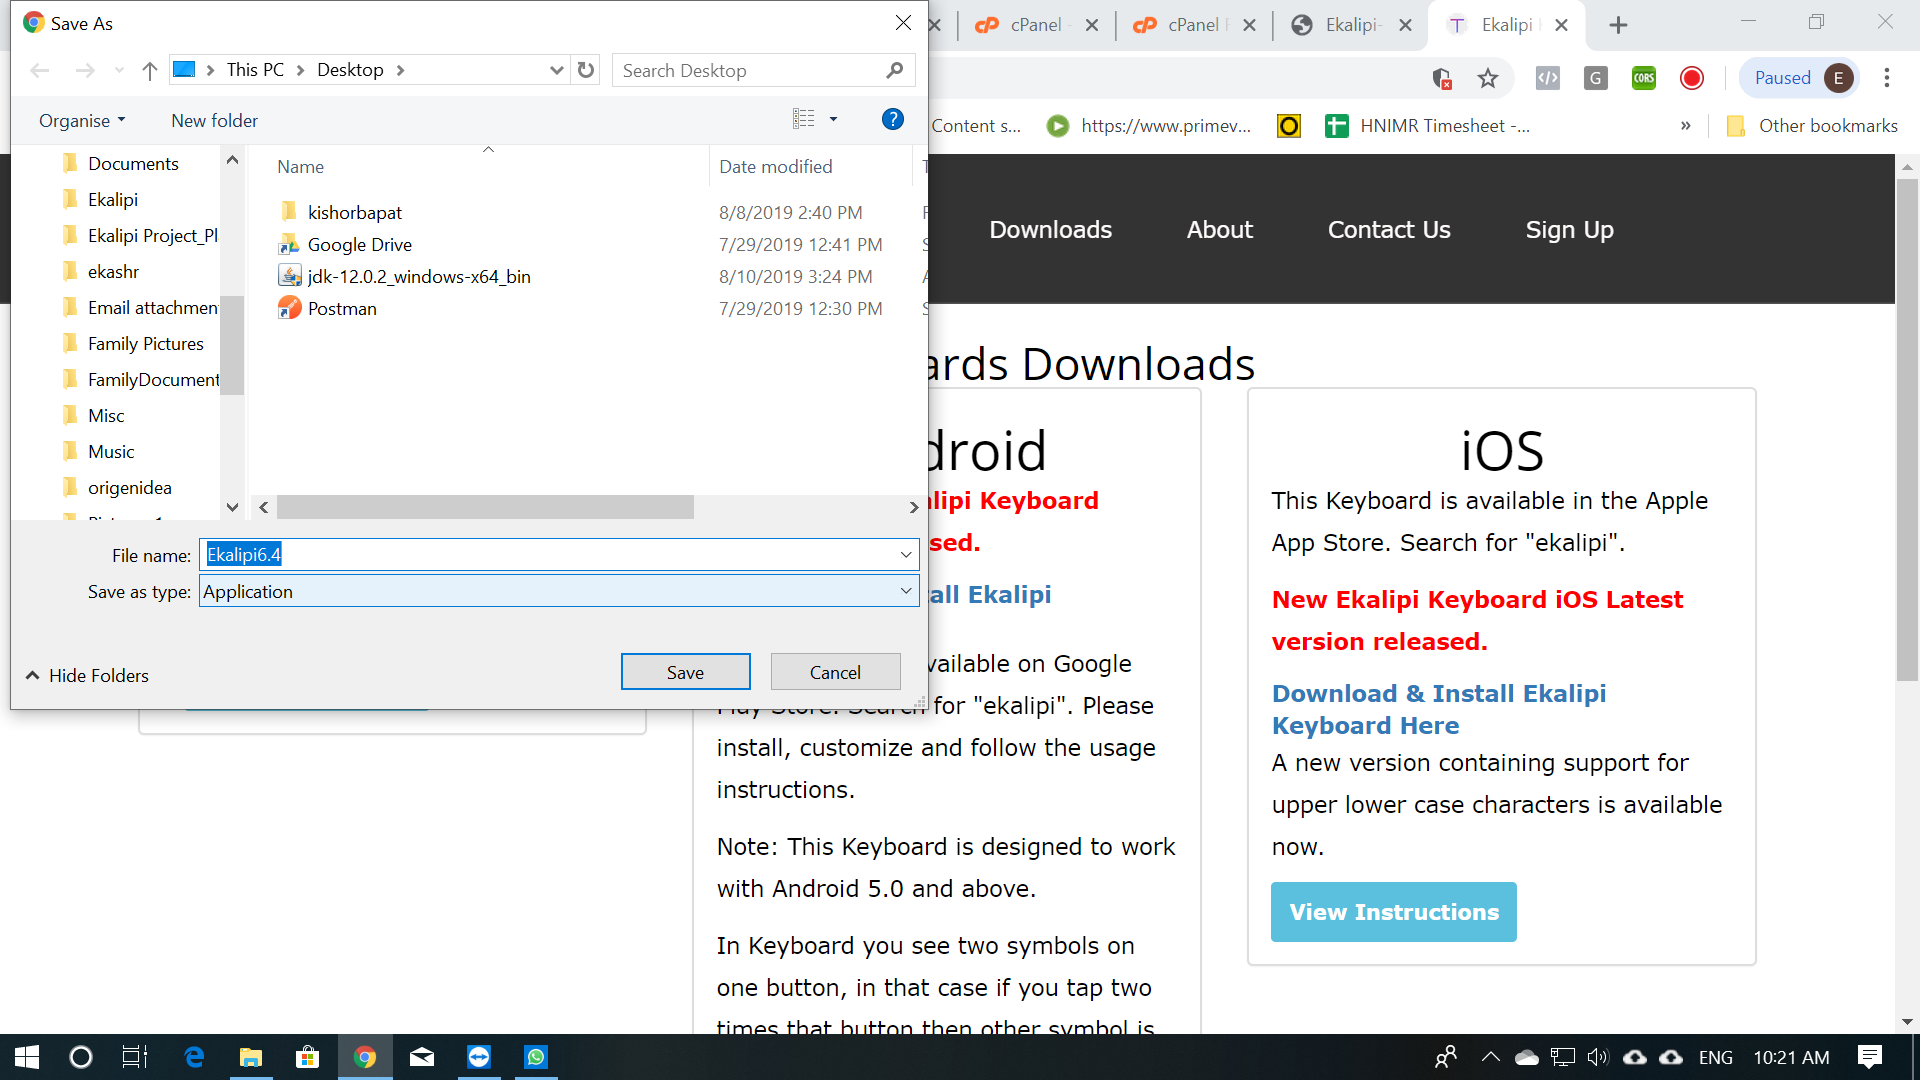 Save As
This PC
Desktop
Search Desktop
Organise
New folder
?
Documents
Ekalipi
Ekalipi Project_Pl
ekashr
Email attachmen
Family Pictures
FamilyDocument
Misc
Music
origenidea
Name
Date modified
kishorbapat
8/8/2019 2:40 PM
Google Drive
7/29/2019 12:41 PM
jdk-12.0.2_windows-x64_bin
8/10/2019 3:24 PM
Postman
7/29/2019 12:30 PM
File name:
Ekalipi6.4
Save as type:
Application
Hide Folders
Save
Cancel
cPanel
cPanel
Ekalipi-
Ekalipi
G
CORS
Paused
E
Content s...
https://www.primev...
HNIMR Timesheet -...
»
Other bookmarks
Downloads
About
Contact Us
Sign Up
ards Downloads
droid
alipi Keyboard
sed.
tall Ekalipi
vailable on Google
Play Store. Search for "ekalipi". Please
install, customize and follow the usage
instructions.
Note: This Keyboard is designed to work
with Android 5.0 and above.
In Keyboard you see two symbols on
one button, in that case if you tap two
times that button then other symbol is
iOS
This Keyboard is available in the Apple
App Store. Search for "ekalipi".
New Ekalipi Keyboard iOS Latest
version released.
Download & Install Ekalipi
Keyboard Here
A new version containing support for
upper lower case characters is available
now.
View Instructions
ENG
10:21 AM